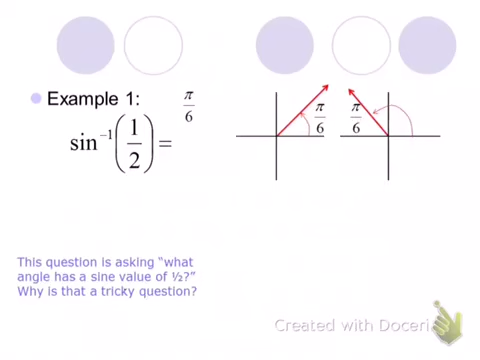 Example 1:
π/6
sin⁻¹(1/2) =
π/6
π/6
This question is asking “what
angle has a sine value of ½?”
Why is that a tricky question?
Created with Doceri